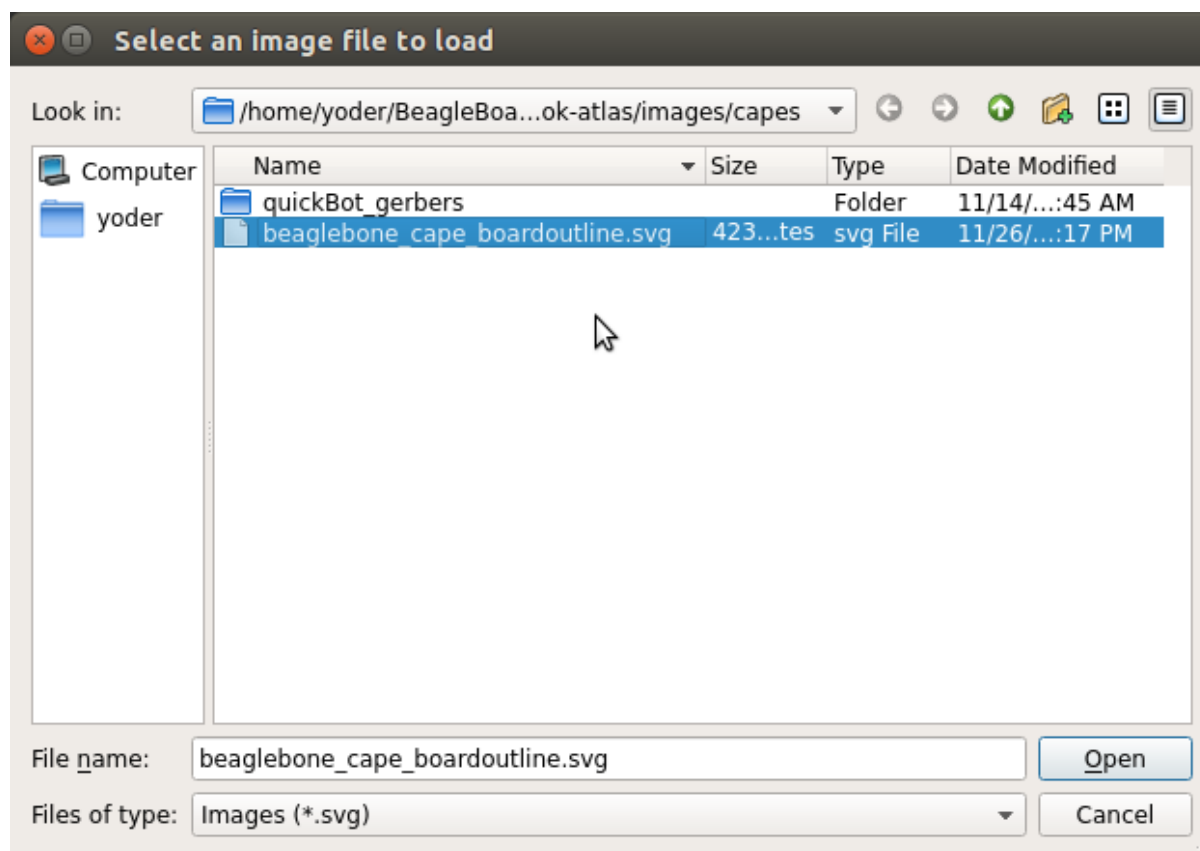 Select an image file to load
Look in: /home/yoder/BeagleBoa...ok-atlas/images/capes
Computer
yoder
Name Size Type Date Modified
quickBot_gerbers Folder 11/14/...:45 AM
beaglebone_cape_boardoutline.svg 423...tes svg File 11/26/...:17 PM
File name: beaglebone_cape_boardoutline.svg Open
Files of type: Images (*.svg) Cancel